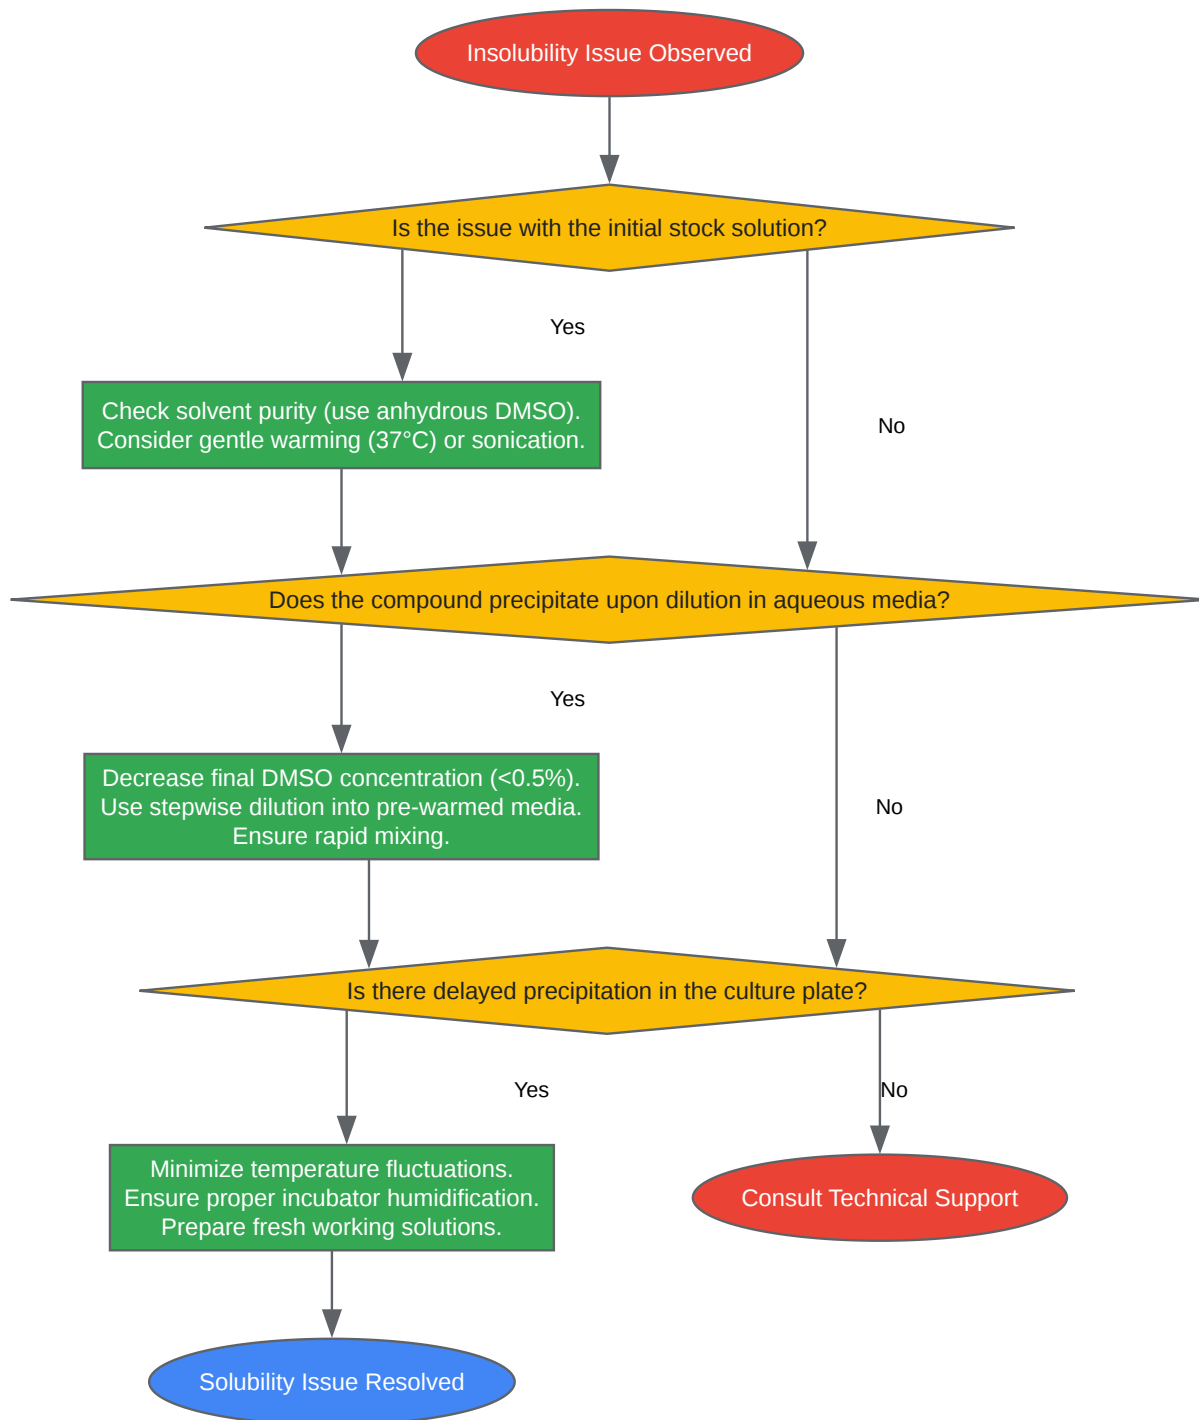 Insolubility Issue Observed
Is the issue with the initial stock solution?
Yes
Check solvent purity (use anhydrous DMSO).
Consider gentle warming (37°C) or sonication.
No
Does the compound precipitate upon dilution in aqueous media?
Yes
Decrease final DMSO concentration (<0.5%).
Use stepwise dilution into pre-warmed media.
Ensure rapid mixing.
No
Is there delayed precipitation in the culture plate?
Yes
No
Minimize temperature fluctuations.
Ensure proper incubator humidification.
Prepare fresh working solutions.
Consult Technical Support
Solubility Issue Resolved